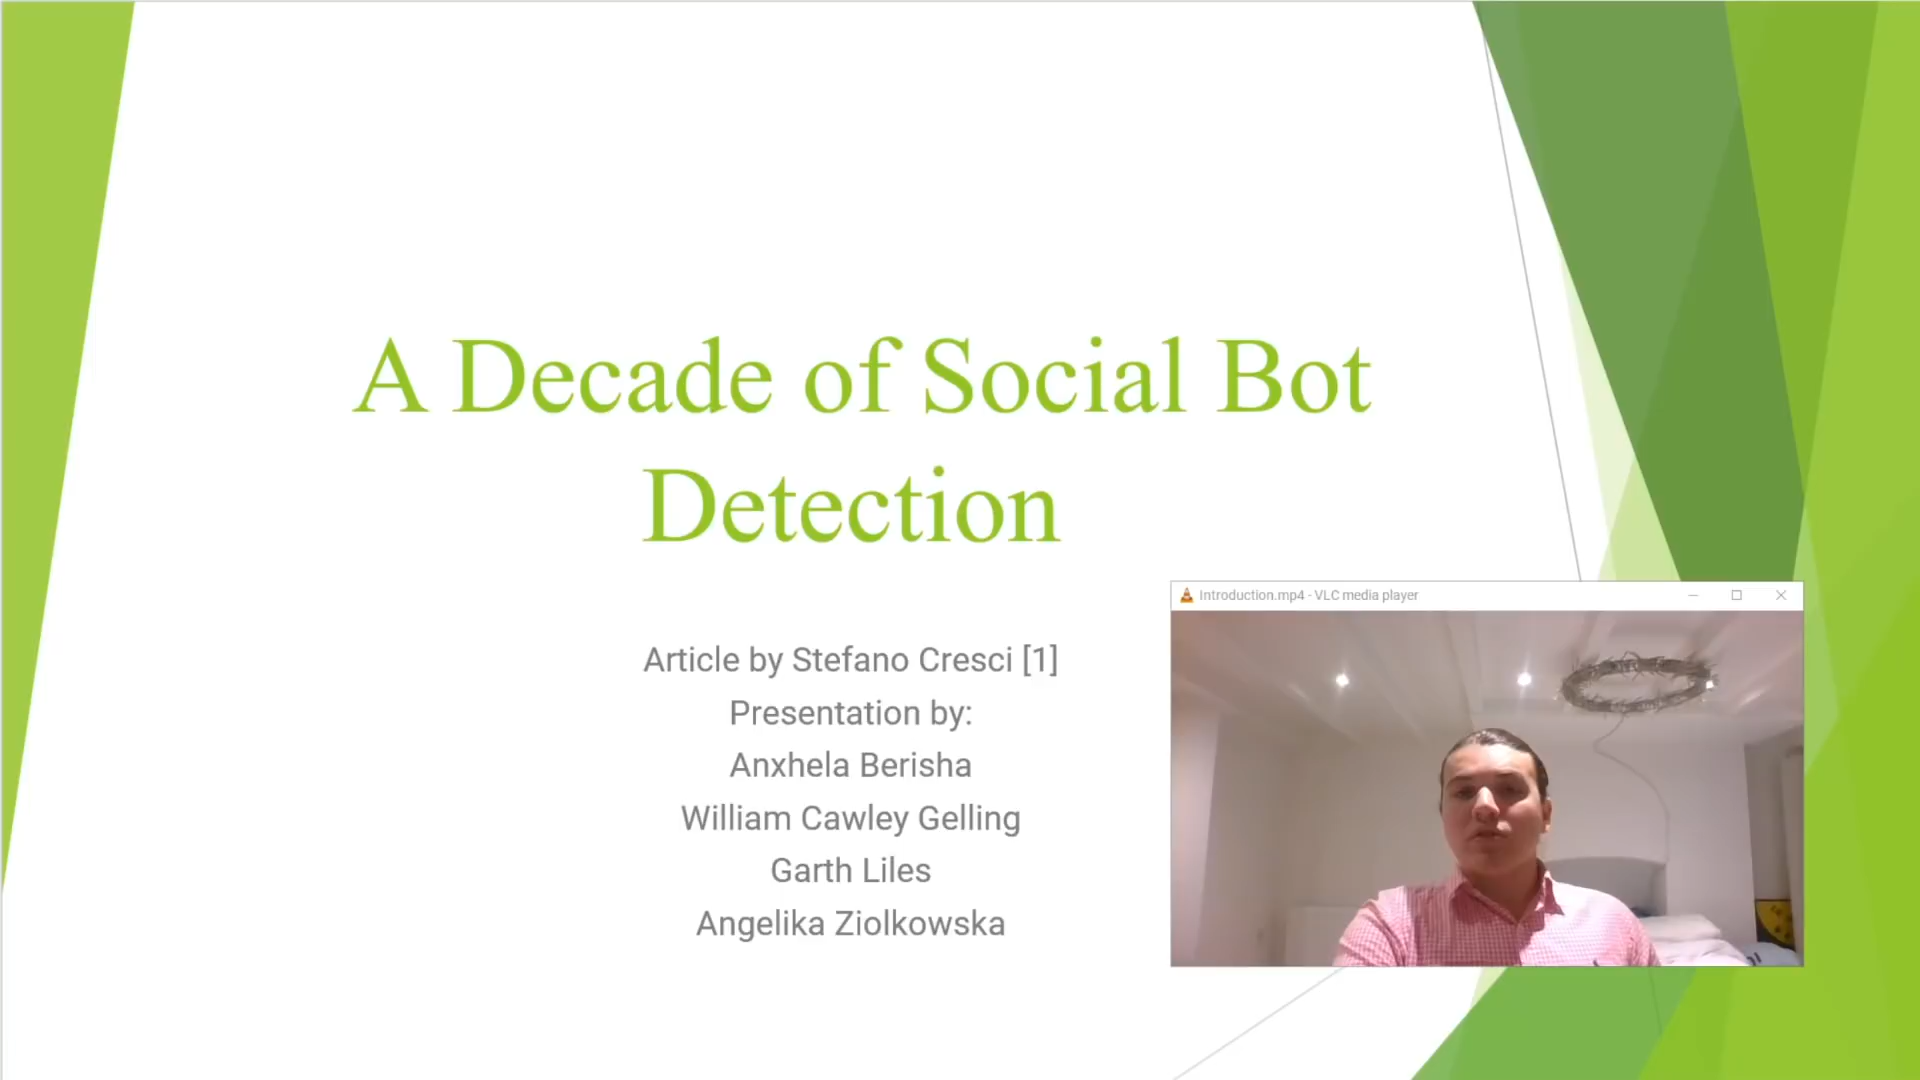 A Decade of Social Bot
Detection
Article by Stefano Cresci [1]
Presentation by:
Anxhela Berisha
William Cawley Gelling
Garth Liles
Angelika Ziolkowska
Introduction.mp4 - VLC media player